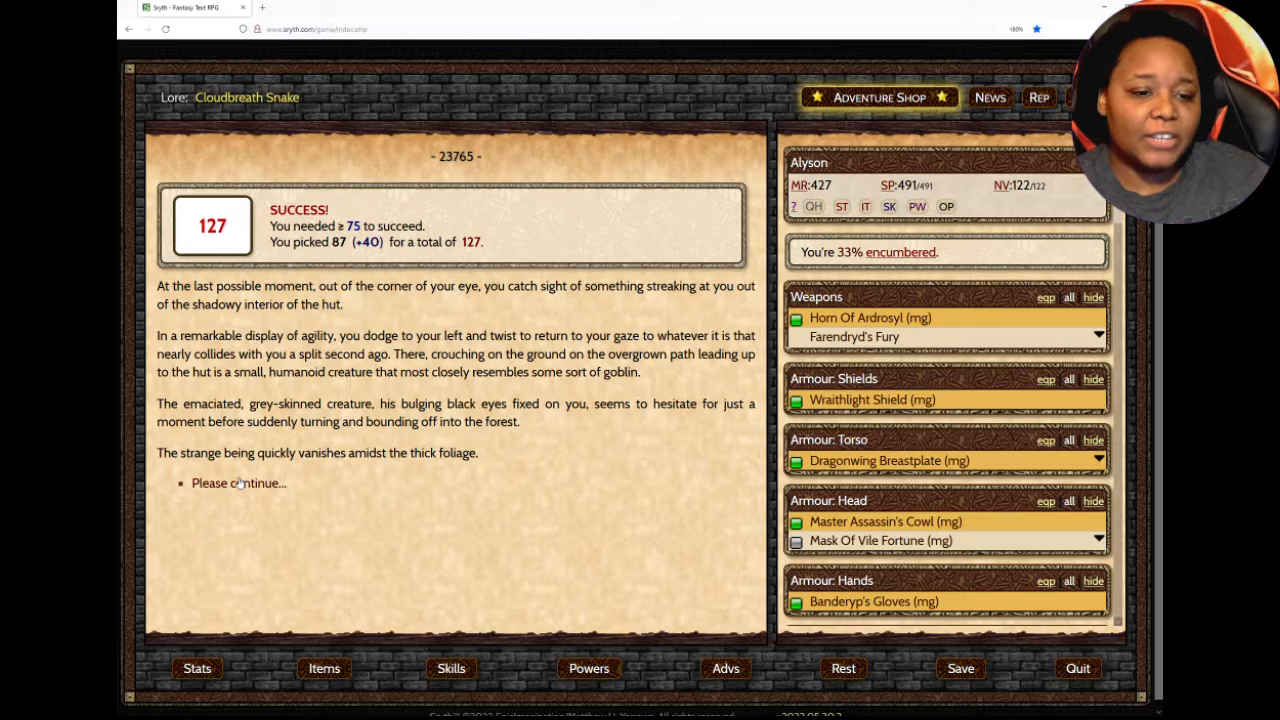 Sryth - Fantasy Text RPG
www.sryth.com/game/index.php
180%
Lore: Cloudbreath Snake
ADVENTURE SHOP
NEWS
REP
- 23765 -
127
SUCCESS!
You needed ≥ 75 to succeed.
You picked 87 (+40) for a total of 127.
At the last possible moment, out of the corner of your eye, you catch sight of something streaking at you out
of the shadowy interior of the hut.
In a remarkable display of agility, you dodge to your left and twist to return to your gaze to whatever it is that
nearly collides with you a split second ago. There, crouching on the ground on the overgrown path leading up
to the hut is a small, humanoid creature that most closely resembles some sort of goblin.
The emaciated, grey-skinned creature, his bulging black eyes fixed on you, seems to hesitate for just a
moment before suddenly turning and bounding off into the forest.
The strange being quickly vanishes amidst the thick foliage.
Please continue...
Alyson
MR:427 SP:491/491 NV:122/122
? QH ST IT SK PW OP
You're 33% encumbered.
Weapons eqp all hide
Horn Of Ardrosyl (mg)
Farendryd's Fury
Armour: Shields eqp all hide
Wraithlight Shield (mg)
Armour: Torso eqp all hide
Dragonwing Breastplate (mg)
Armour: Head eqp all hide
Master Assassin's Cowl (mg)
Mask Of Vile Fortune (mg)
Armour: Hands eqp all hide
Banderyp's Gloves (mg)
Stats Items Skills Powers Advs Rest Save Quit